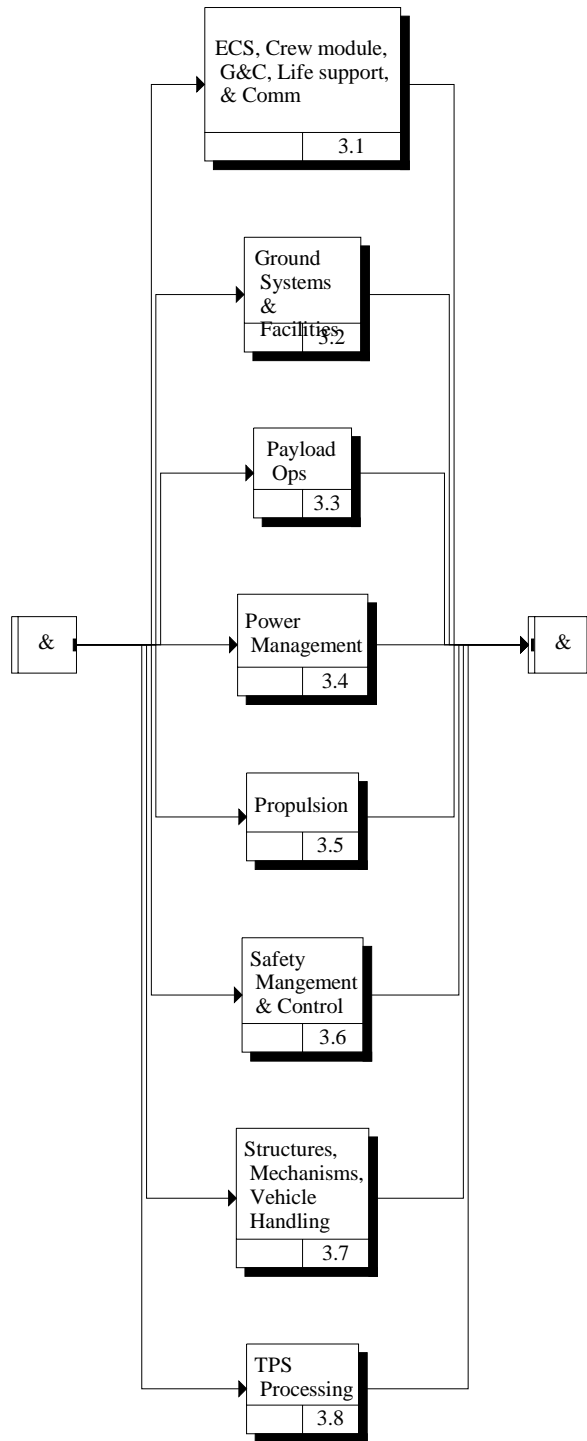 ECS, Crew module,
G&C, Life support,
& Comm
3.1
Ground
Systems
&
Facilities
3.2
Payload
Ops
3.3
&
Power
Management
3.4
&
Propulsion
3.5
Safety
Mangement
& Control
3.6
Structures,
Mechanisms,
Vehicle
Handling
3.7
TPS
Processing
3.8